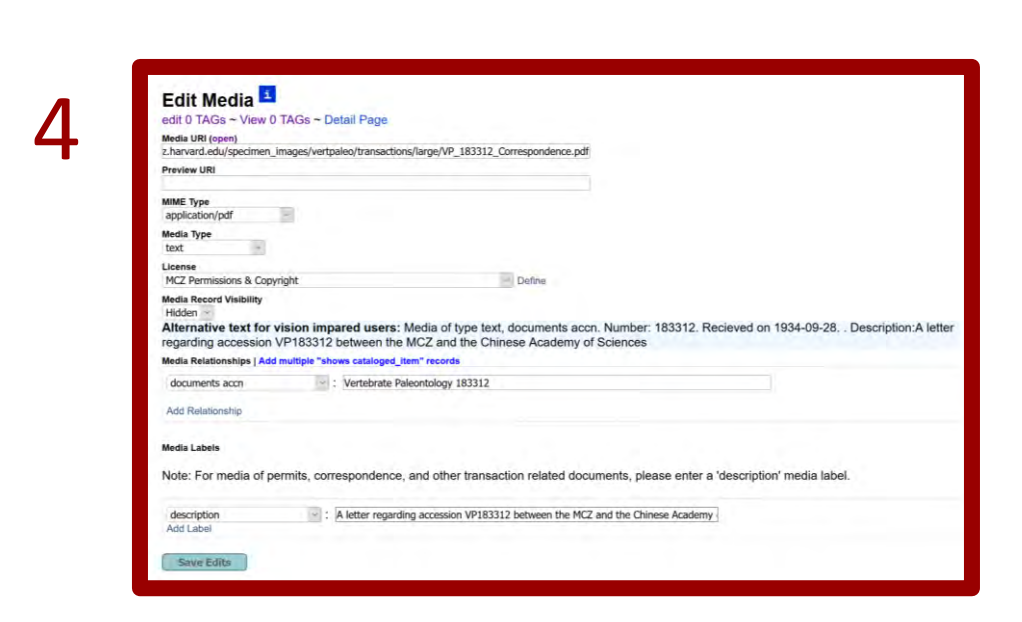 4
Edit Media i
edit 0 TAGs ~ View 0 TAGs ~ Detail Page
Media URI (open)
z.harvard.edu/specimen_images/vertpaleo/transactions/large/VP_183312_Correspondence.pdf
Preview URI
MIME Type
application/pdf
Media Type
text
License
MCZ Permissions & Copyright Define
Media Record Visibility
Hidden
Alternative text for vision impared users: Media of type text, documents accn. Number: 183312. Recieved on 1934-09-28. . Description:A letter
regarding accession VP183312 between the MCZ and the Chinese Academy of Sciences
Media Relationships | Add multiple "shows cataloged_item" records
documents accn : Vertebrate Paleontology 183312
Add Relationship
Media Labels
Note: For media of permits, correspondence, and other transaction related documents, please enter a 'description' media label.
description : A letter regarding accession VP183312 between the MCZ and the Chinese Academy
Add Label
Save Edits